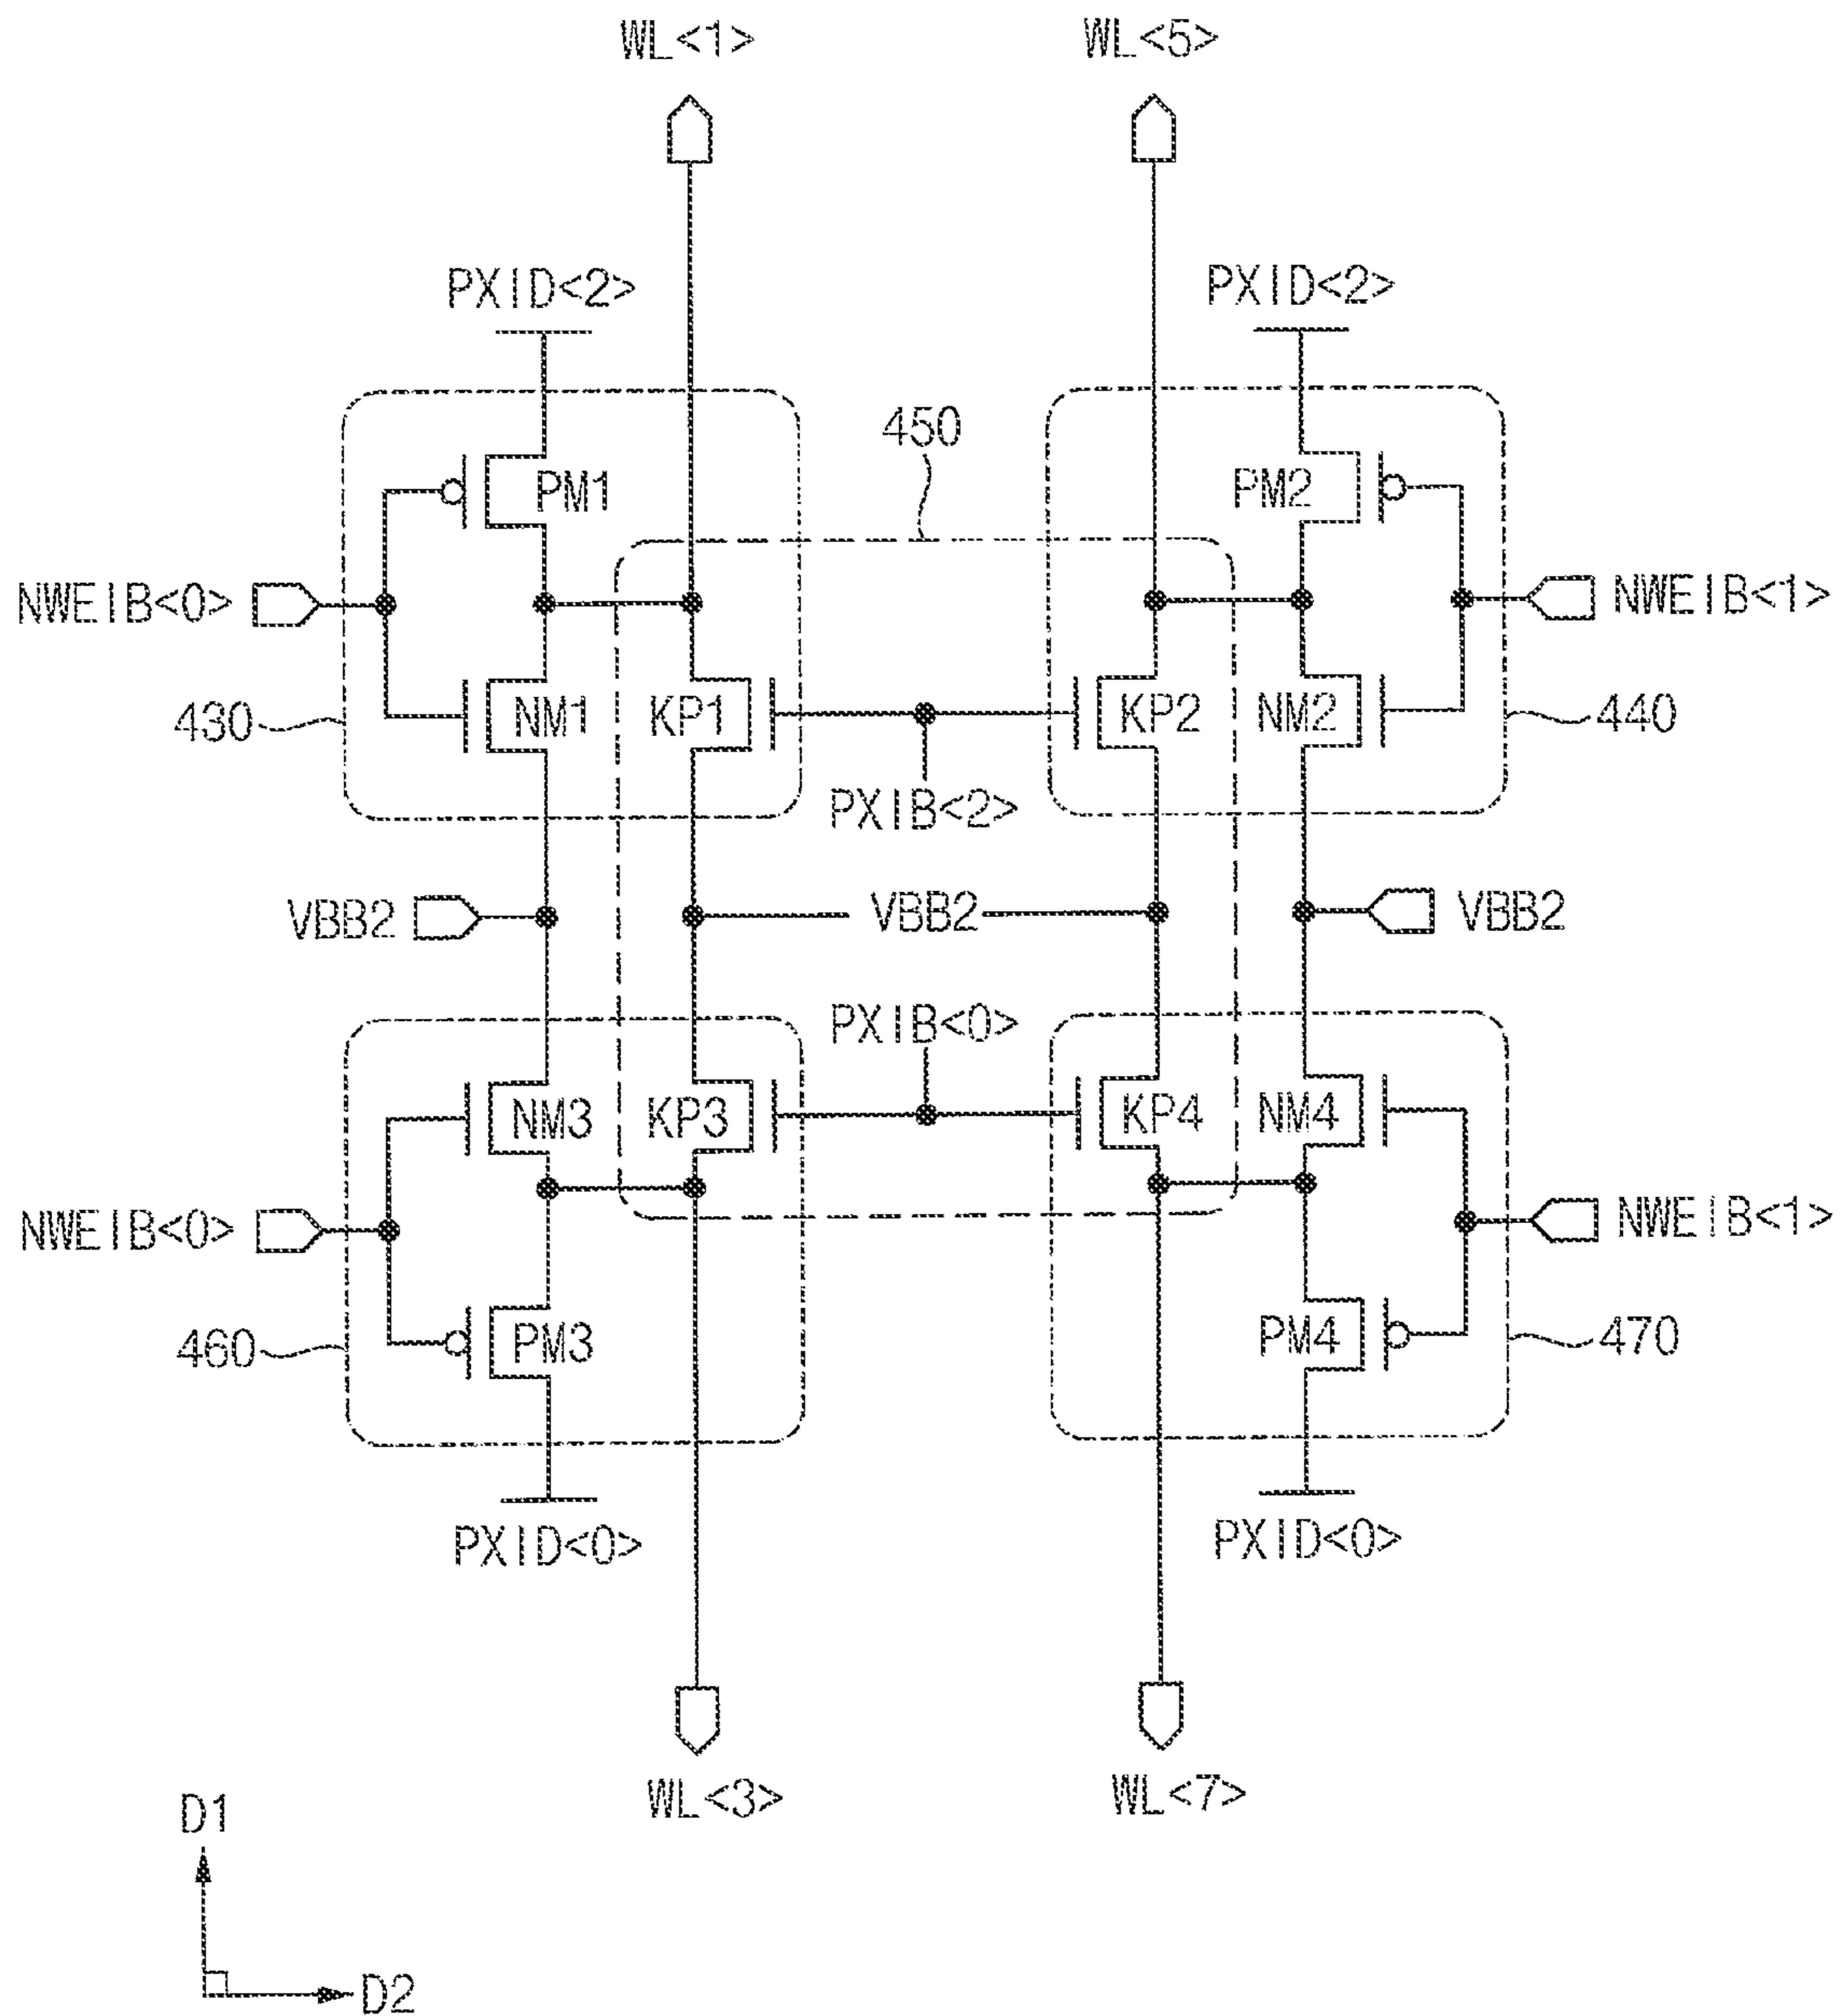 WL<1> WL<5>
PXID<2> PXID<2>
450
PM1 PM2
NWEIB<0> NWEIB<1>
430 NM1 KP1 KP2 NM2 440
PXIB<2>
VBB2 VBB2 VBB2
PXIB<0>
NM3 KP3 KP4 NM4
NWEIB<0> NWEIB<1>
460 PM3 PM4 470
PXID<0> PXID<0>
WL<3> WL<7>
D1
D2